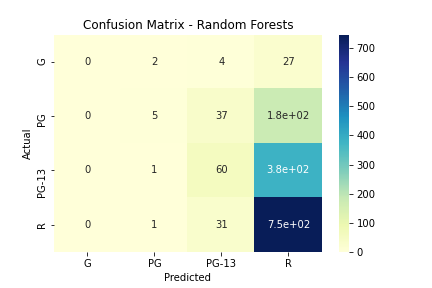 Confusion Matrix - Random Forests
G 0 2 4 27
PG 0 5 37 1.8e+02
PG-13 0 1 60 3.8e+02
R 0 1 31 7.5e+02
G PG PG-13 R
Actual
Predicted
700
600
500
400
300
200
100
0